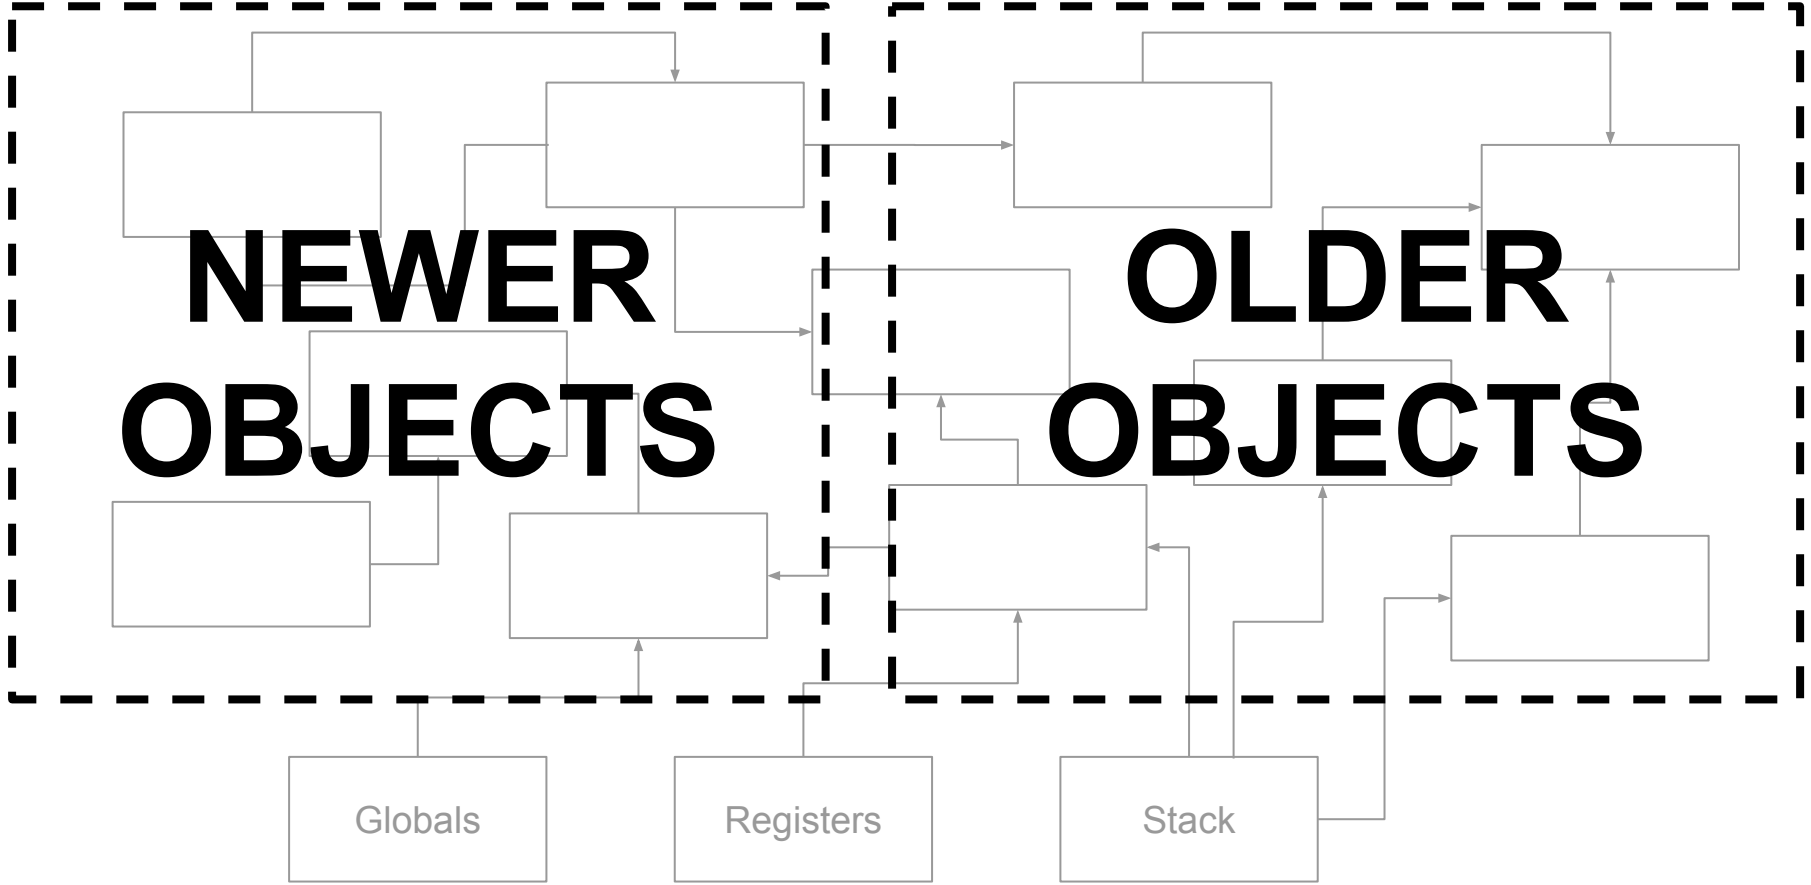 NEWER
OBJECTS
OLDER
OBJECTS
Globals
Registers
Stack